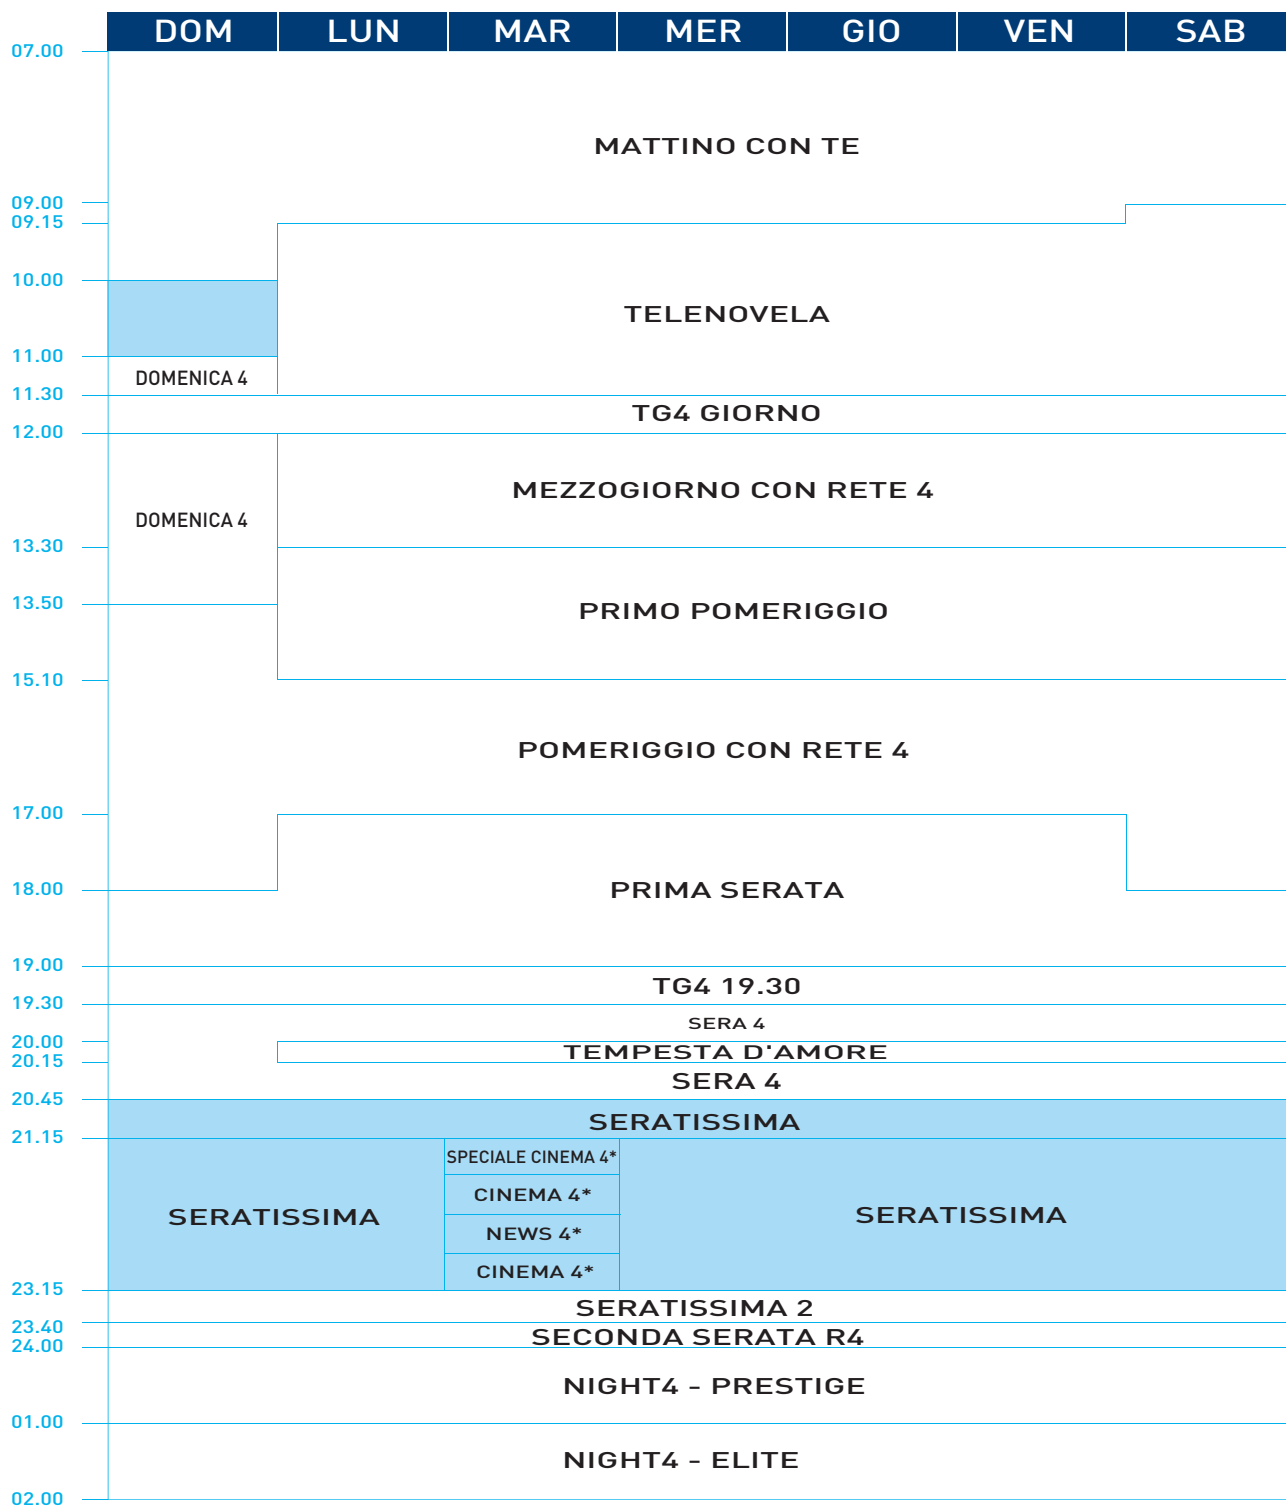 DOM LUN MAR MER GIO VEN SAB
07.00
MATTINO CON TE
09.00
09.15
10.00
TELENOVELA
11.00
DOMENICA 4
11.30
TG4 GIORNO
12.00
MEZZOGIORNO CON RETE 4
DOMENICA 4
13.30
13.50
PRIMO POMERIGGIO
15.10
POMERIGGIO CON RETE 4
17.00
18.00
PRIMA SERATA
19.00
TG4 19.30
19.30
SERA 4
20.00
TEMPESTA D'AMORE
20.15
SERA 4
20.45
SERATISSIMA
21.15
SPECIALE CINEMA 4*
CINEMA 4*
SERATISSIMA
SERATISSIMA
NEWS 4*
CINEMA 4*
23.15
SERATISSIMA 2
23.40
SECONDA SERATA R4
24.00
NIGHT4 - PRESTIGE
01.00
NIGHT4 - ELITE
02.00